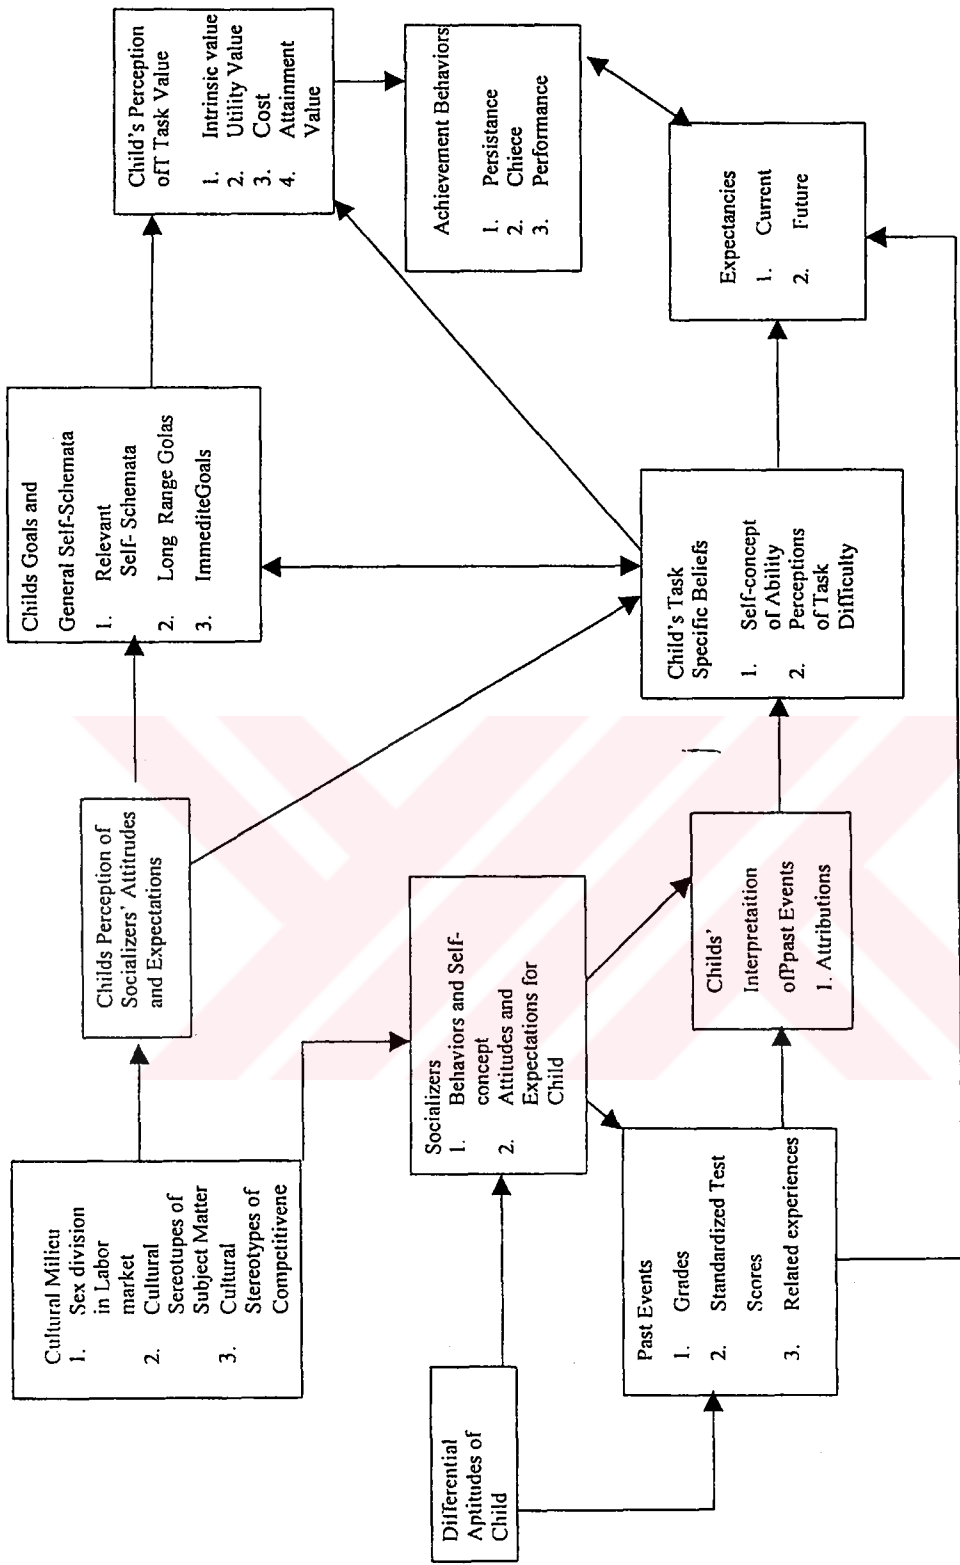 Cultural Milicu
1. Sex division
in Labor
market
2. Cultural
Sereotupes of
Subject Matter
3. Cultural
Stereotypes of
Competitivene
Childs Perception of
Socializers' Attitrudes
and Expectations
Childs Goals and
General Self-Schemata
1. Relevant
Self- Schemata
2. Long Range Golas
3. ImmediteGoals
Child's Perception
ofT Task Value
1. Intrinsic value
2. Utility Value
3. Cost
4. Attainment
Value
Differential
Aptitudes of
Child
Socializers
1. Behaviors and Self-
concept
2. Attitudes and
Expectations for
Child
Achievement Behaviors
1. Persistance
2. Chiece
3. Performance
Past Events
1. Grades
2. Standardized Test
Scores
3. Related experiences
Childs'
Interpretaition
ofPpast Events
1. Attributions
Child's Task
Specific Beliefs
1. Self-concept
of Ability
2. Perceptions
of Task
Difficulty
Expectancies
1. Current
2. Future